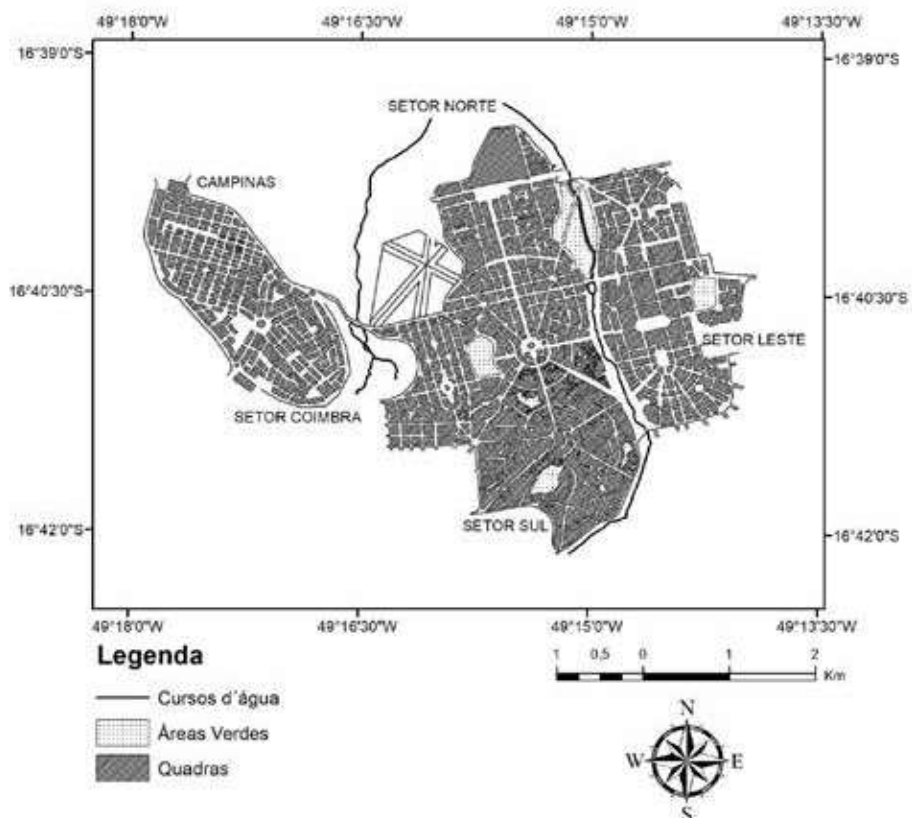 49°18'0"W 49°16'30"W 49°15'0"W 49°13'30"W
16°39'0"S 16°39'0"S
SETOR NORTE
CAMPINAS
16°40'30"S 16°40'30"S
SETOR LESTE
SETOR COIMBRA
SETOR SUL
16°42'0"S 16°42'0"S
49°18'0"W 49°16'30"W 49°15'0"W 49°13'30"W
Legenda
Cursos d´água
Áreas Verdes
Quadras
1 0,5 0 1 2
Km
N
W E
S